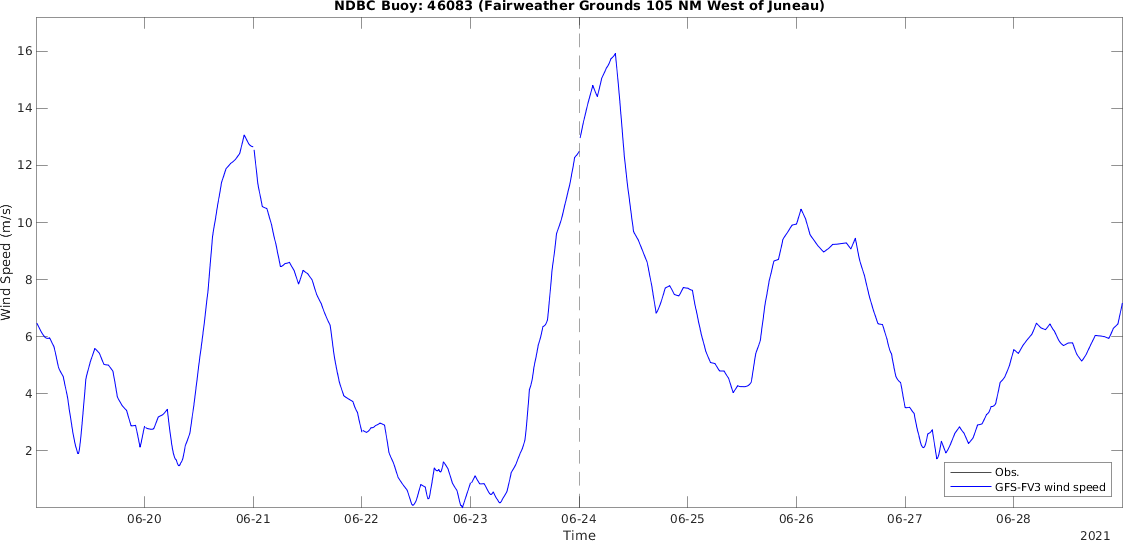 NDBC Buoy: 46083 (Fairweather Grounds 105 NM West of Juneau)
16
14
12
10
8
6
4
2
Wind Speed (m/s)
Obs.
GFS-FV3 wind speed
06-20 06-21 06-22 06-23 06-24 06-25 06-26 06-27 06-28
Time
2021